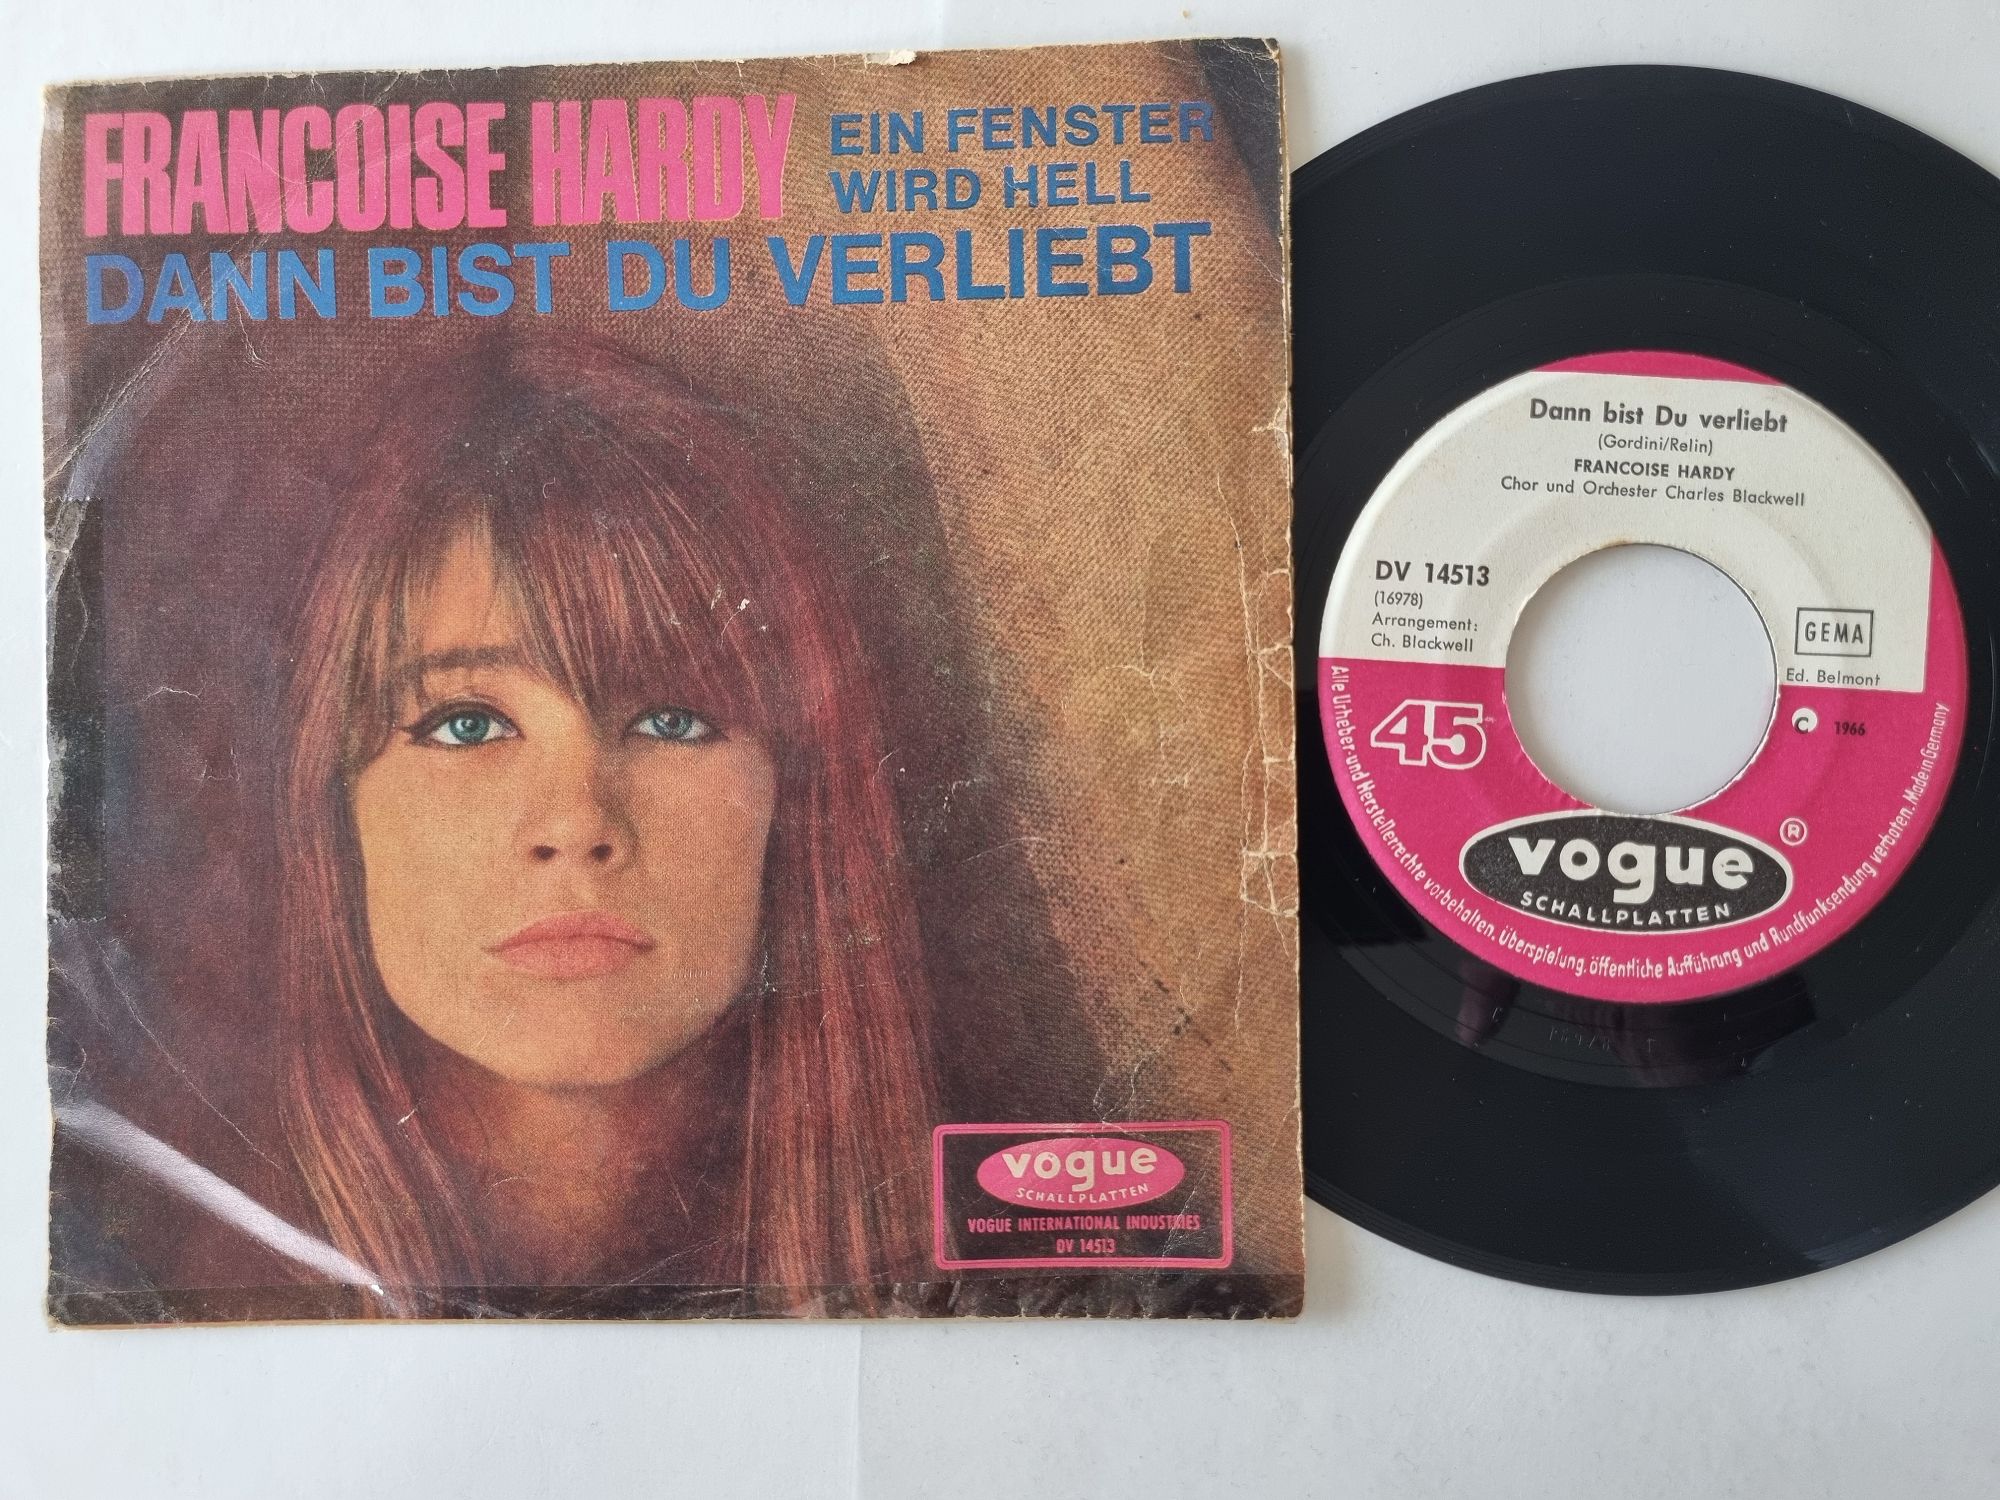 FRANCOISE HARDY
EIN FENSTER
WIRD HELL
DANN BIST DU VERLIEBT
vogue
SCHALLPLATTEN
VOGUE INTERNATIONAL INDUSTRIES
DV 14513
Dann bist Du verliebt
(Gordini/Relin)
FRANCOISE HARDY
Chor und Orchester Charles Blackwell
DV 14513
(16978)
Arrangement:
Ch. Blackwell
GEMA
Ed. Belmont
45
C 1966
vogue ®
SCHALLPLATTEN
Alle Urheber- und Herstellerrechte vorbehalten. Überspielung, öffentliche Aufführung und Rundfunksendung verboten. Made in Germany